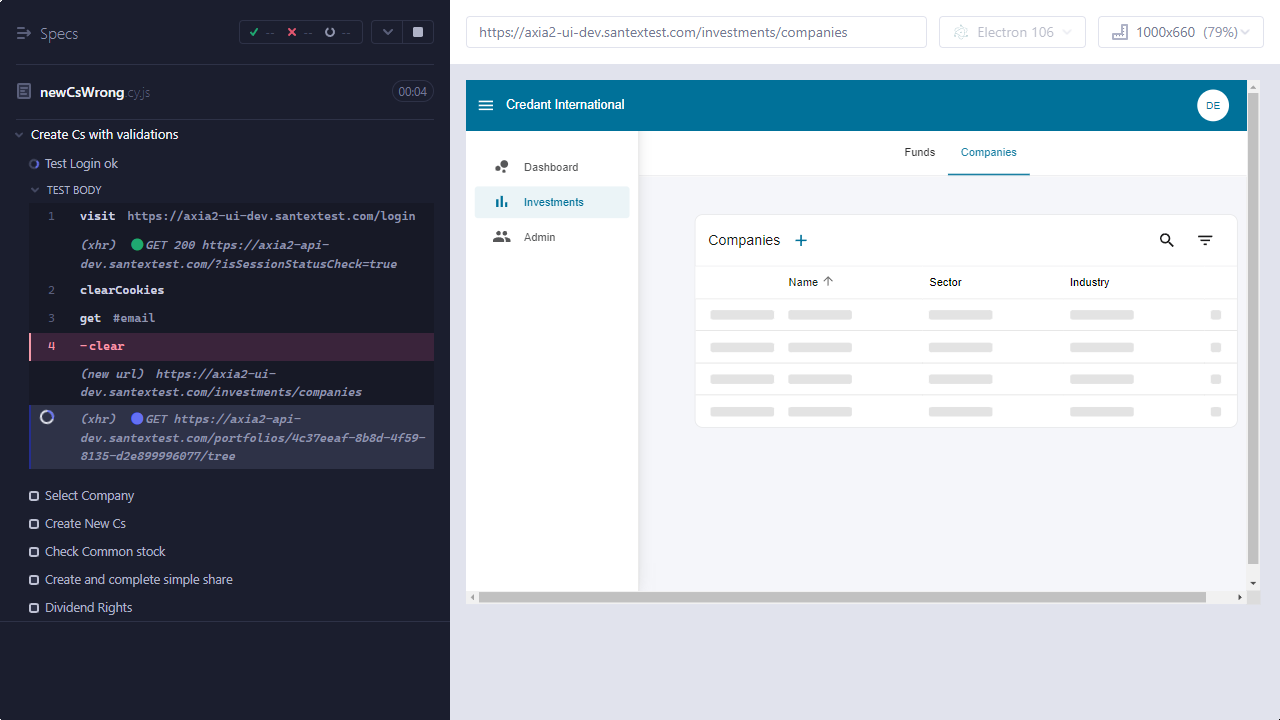 Specs
-- -- --
newCsWrong.cy.js 00:04
Create Cs with validations
Test Login ok
TEST BODY
1 visit https://axia2-ui-dev.santextest.com/login
(xhr) GET 200 https://axia2-api-
dev.santextest.com/?isSessionStatusCheck=true
2 clearCookies
3 get #email
4 -clear
(new url) https://axia2-ui-
dev.santextest.com/investments/companies
(xhr) GET https://axia2-api-
dev.santextest.com/portfolios/4c37eeaf-8b8d-4f59-
8135-d2e899996077/tree
Select Company
Create New Cs
Check Common stock
Create and complete simple share
Dividend Rights
https://axia2-ui-dev.santextest.com/investments/companies
Electron 106
1000x660 (79%)
Credant International
DE
Dashboard
Investments
Admin
Funds
Companies
Companies +
Name
Sector
Industry